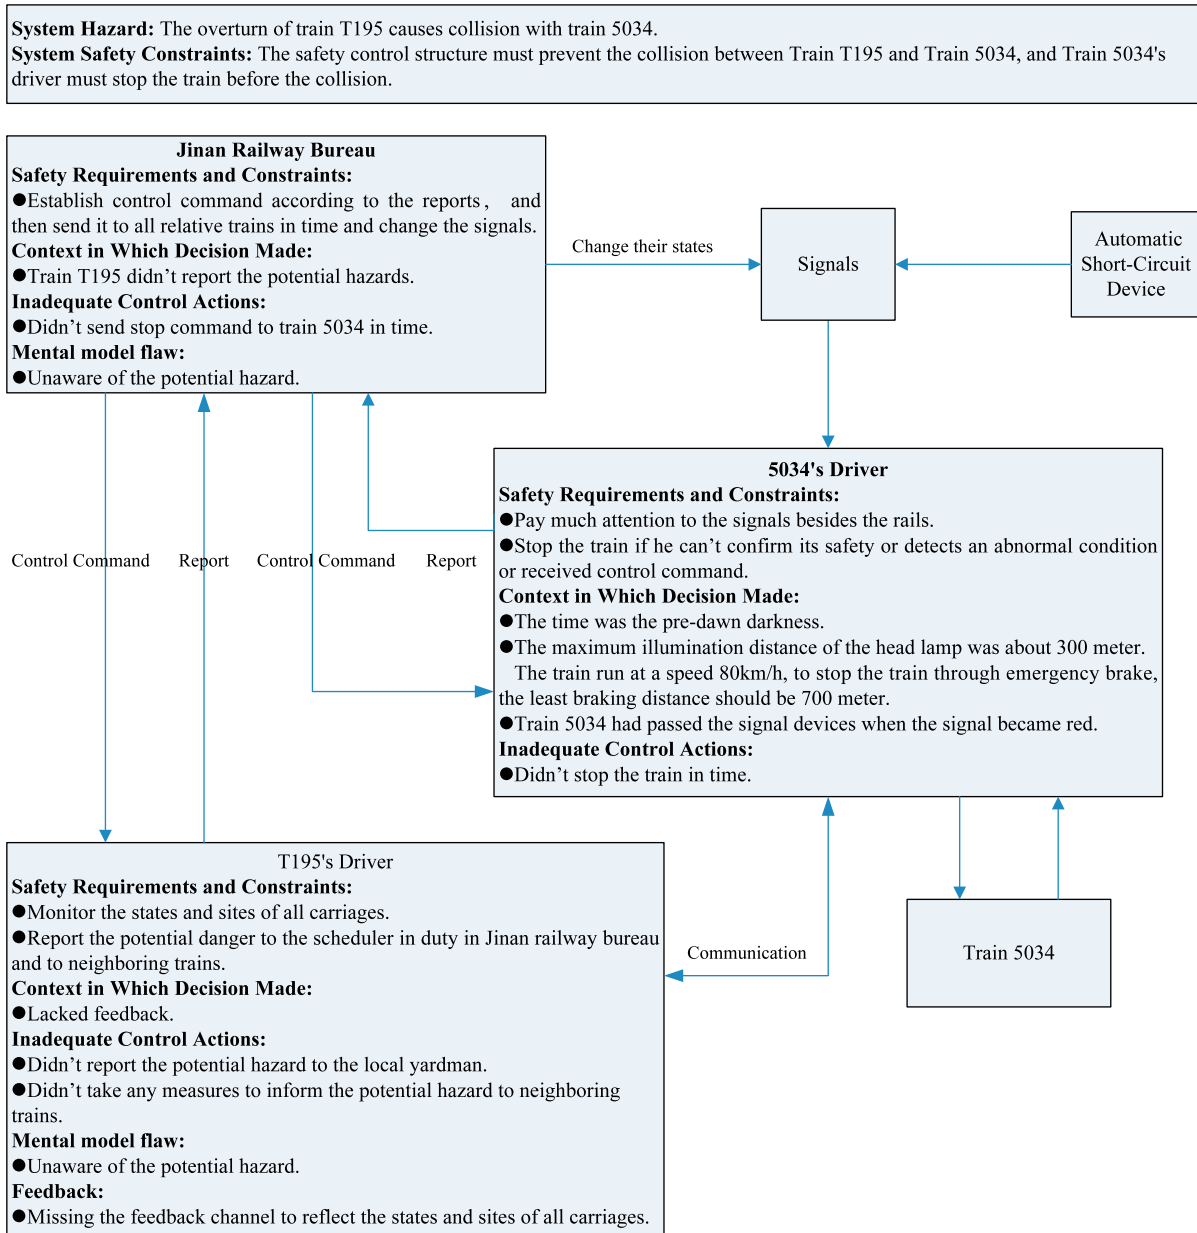 System Hazard: The overturn of train T195 causes collision with train 5034.
System Safety Constraints: The safety control structure must prevent the collision between Train T195 and Train 5034, and Train 5034's
driver must stop the train before the collision.
Jinan Railway Bureau
Safety Requirements and Constraints:
●Establish control command according to the reports, and
then send it to all relative trains in time and change the signals.
Context in Which Decision Made:
●Train T195 didn't report the potential hazards.
Inadequate Control Actions:
●Didn't send stop command to train 5034 in time.
Mental model flaw:
●Unaware of the potential hazard.
Change their states
Signals
Automatic
Short-Circuit
Device
Control Command
Report
Control Command
Report
5034's Driver
Safety Requirements and Constraints:
●Pay much attention to the signals besides the rails.
●Stop the train if he can't confirm its safety or detects an abnormal condition
or received control command.
Context in Which Decision Made:
●The time was the pre-dawn darkness.
●The maximum illumination distance of the head lamp was about 300 meter.
The train run at a speed 80km/h, to stop the train through emergency brake,
the least braking distance should be 700 meter.
●Train 5034 had passed the signal devices when the signal became red.
Inadequate Control Actions:
●Didn't stop the train in time.
T195's Driver
Safety Requirements and Constraints:
●Monitor the states and sites of all carriages.
●Report the potential danger to the scheduler in duty in Jinan railway bureau
and to neighboring trains.
Context in Which Decision Made:
●Lacked feedback.
Inadequate Control Actions:
●Didn't report the potential hazard to the local yardman.
●Didn't take any measures to inform the potential hazard to neighboring
trains.
Mental model flaw:
●Unaware of the potential hazard.
Feedback:
●Missing the feedback channel to reflect the states and sites of all carriages.
Communication
Train 5034